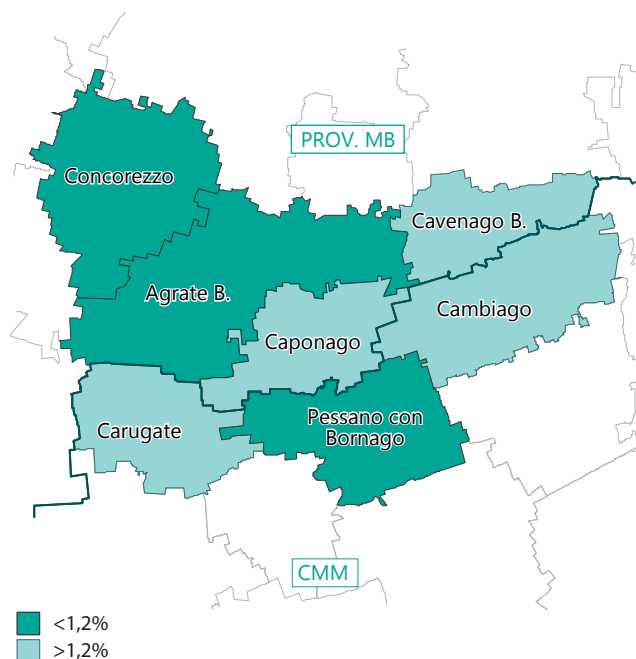 PROV. MB
Concorezzo
Cavenago B.
Agrate B.
Cambiago
Caponago
Pessano con
Bornago
Carugate
CMM
<1,2%
>1,2%